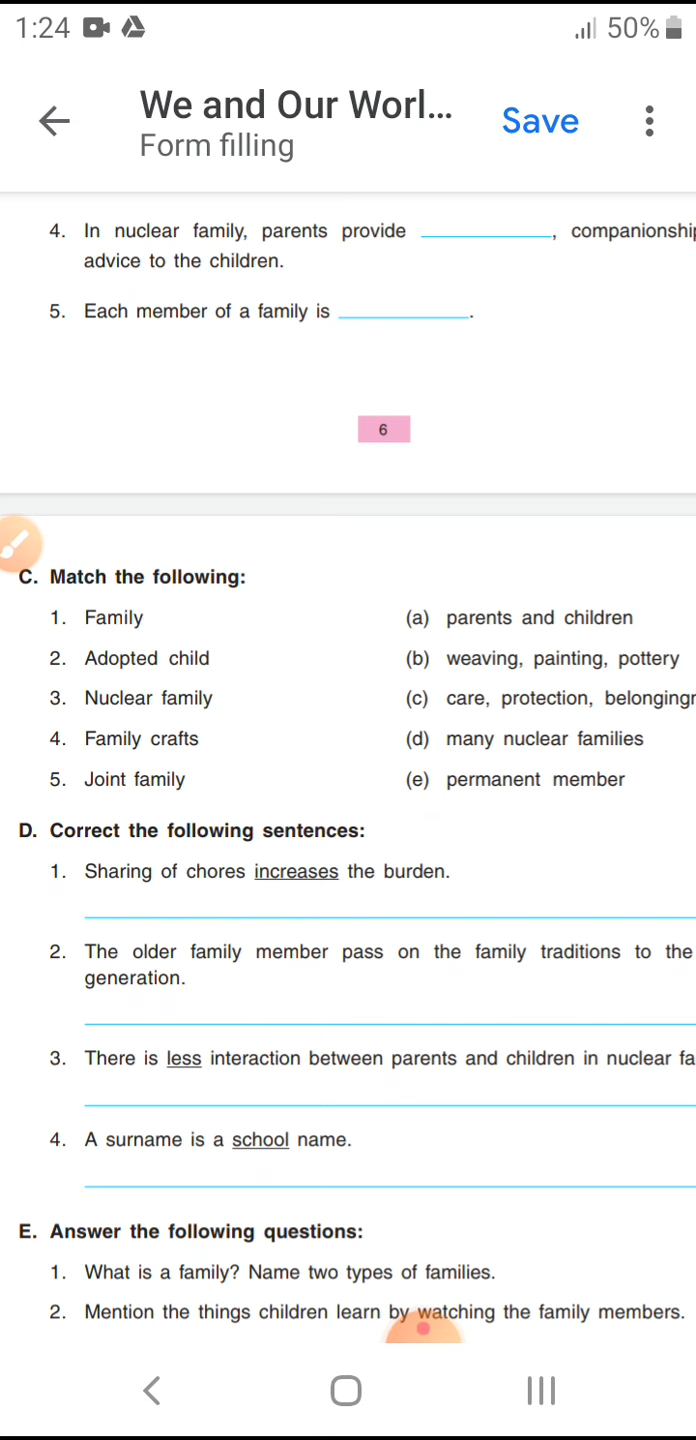 1:24 50%
We and Our Worl... Save
Form filling
4. In nuclear family, parents provide ____________, companionship
advice to the children.
5. Each member of a family is ____________.
6
C. Match the following:
1. Family (a) parents and children
2. Adopted child (b) weaving, painting, pottery
3. Nuclear family (c) care, protection, belonging
4. Family crafts (d) many nuclear families
5. Joint family (e) permanent member
D. Correct the following sentences:
1. Sharing of chores increases the burden.
2. The older family member pass on the family traditions to the
generation.
3. There is less interaction between parents and children in nuclear fa
4. A surname is a school name.
E. Answer the following questions:
1. What is a family? Name two types of families.
2. Mention the things children learn by watching the family members.